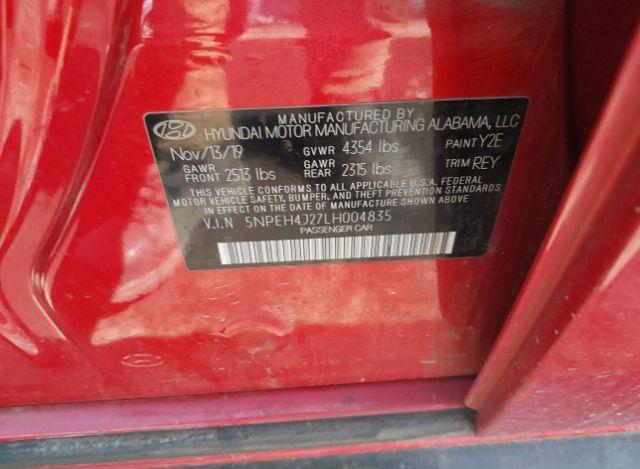 MANUFACTURED BY
HYUNDAI MOTOR MANUFACTURING ALABAMA, LLC
Nov/13/19 GVWR 4354 lbs PAINT Y2E
GAWR FRONT 2513 lbs GAWR REAR 2315 lbs TRIM REY
THIS VEHICLE CONFORMS TO ALL APPLICABLE U.S.A. FEDERAL
MOTOR VEHICLE SAFETY, BUMPER, AND THEFT PREVENTION
STANDARDS IN EFFECT ON THE DATE OF MANUFACTURE SHOWN ABOVE
V.I.N 5NPEH4J27LH004835
PASSENGER CAR